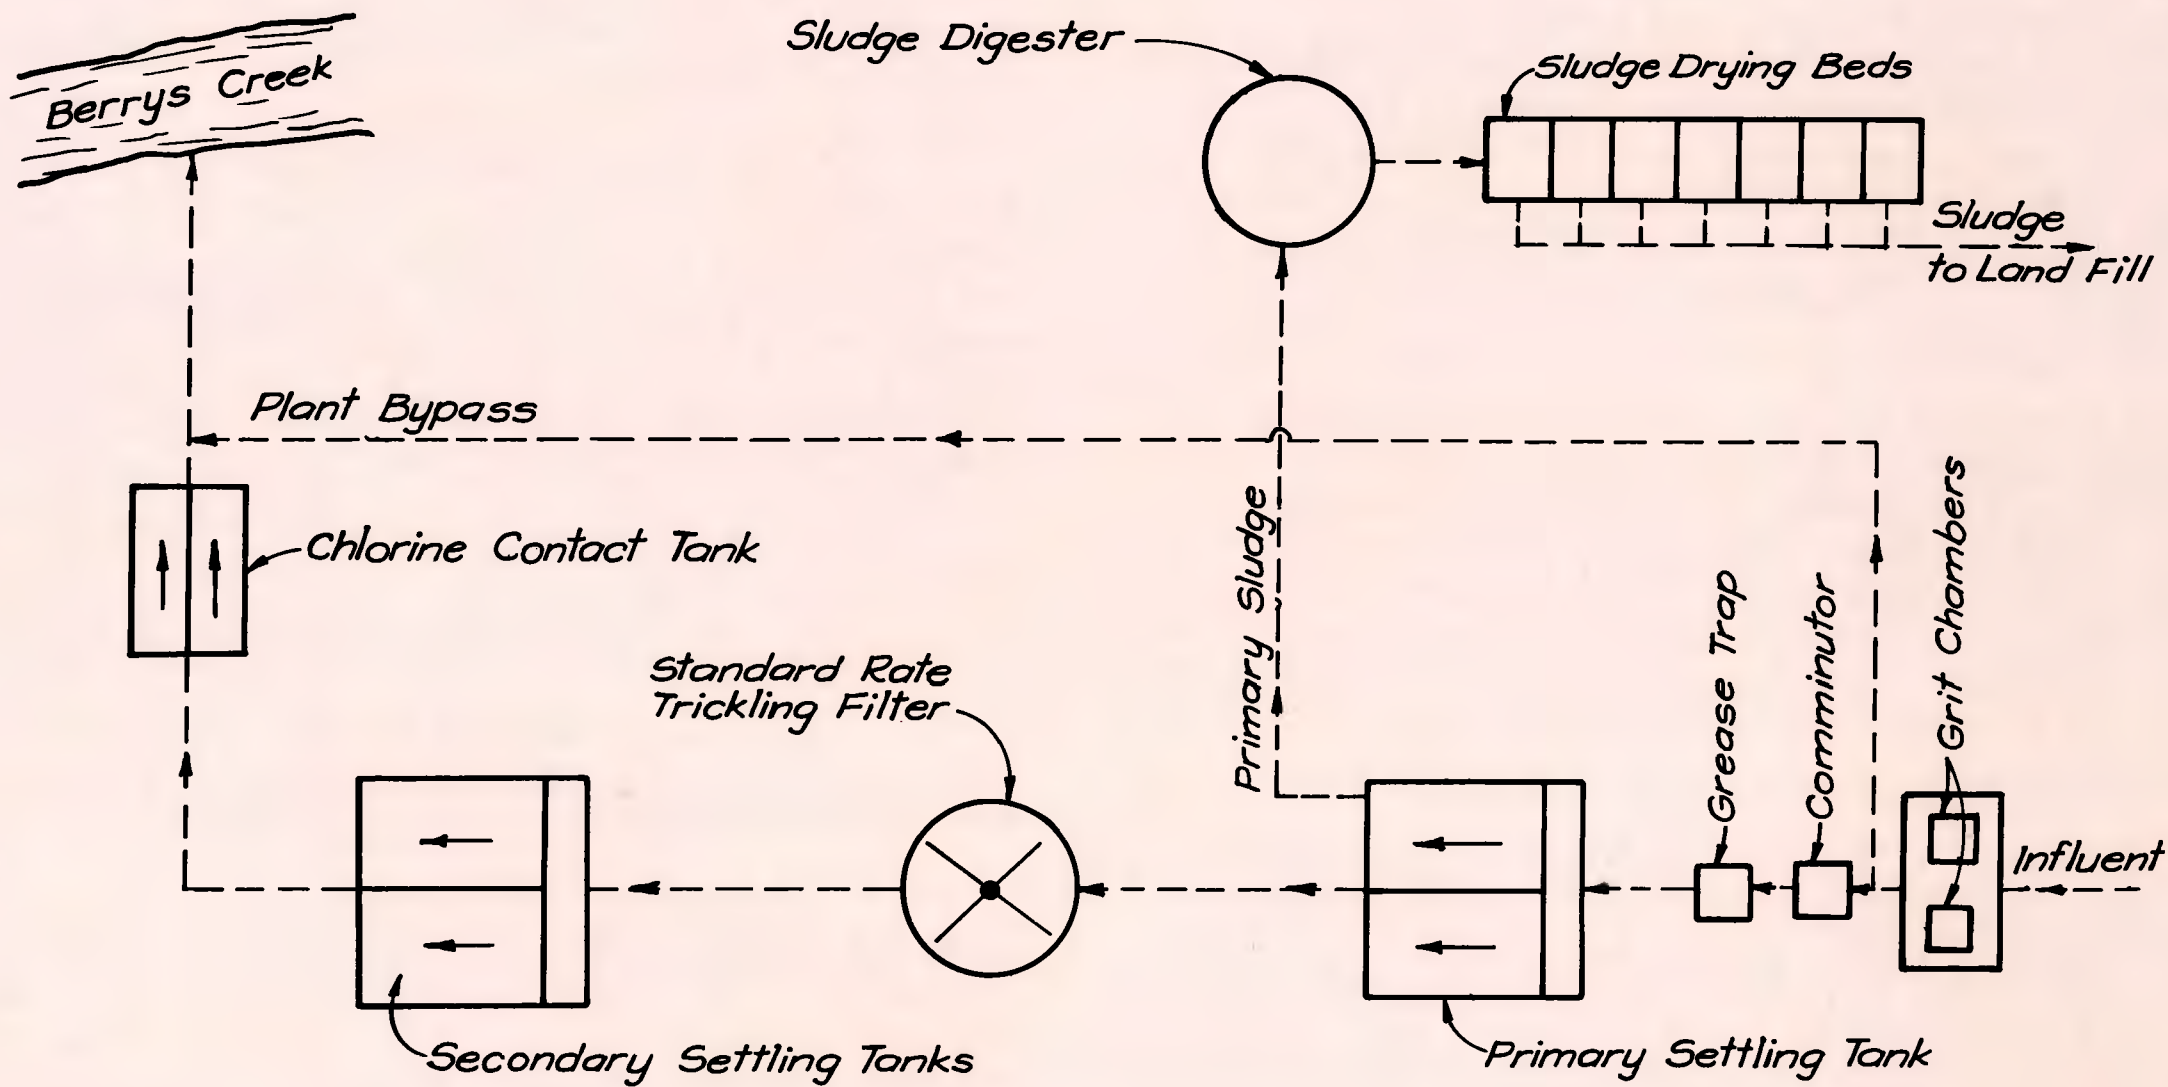 Berrys Creek
Sludge Digester
Sludge Drying Beds
Sludge
to Land Fill
Plant Bypass
Chlorine Contact Tank
Standard Rate
Trickling Filter
Primary Sludge
Grease Trap
Comminutor
Grit Chambers
Influent
Secondary Settling Tanks
Primary Settling Tank